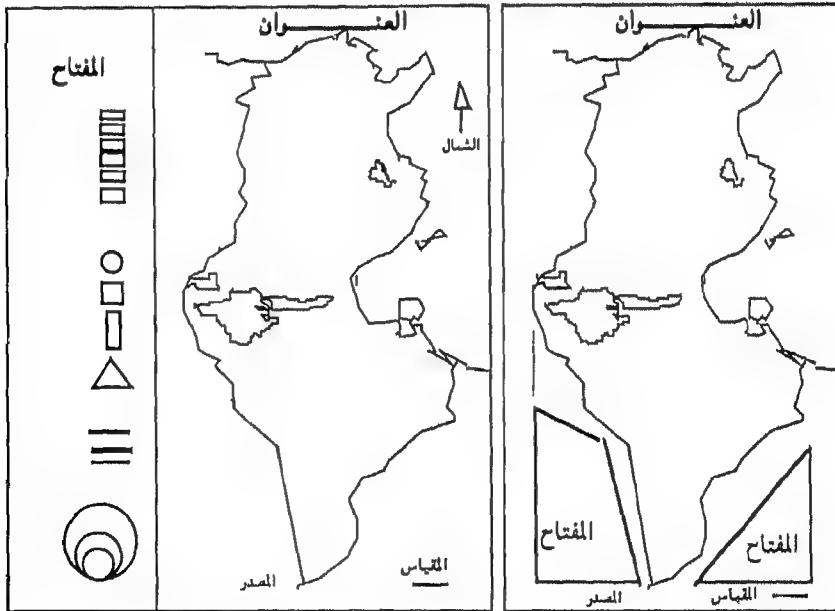 العنوان
العنوان
المفتاح
الشمال
المفتاح
المفتاح
المقياس
المصدر
المقياس
المصدر